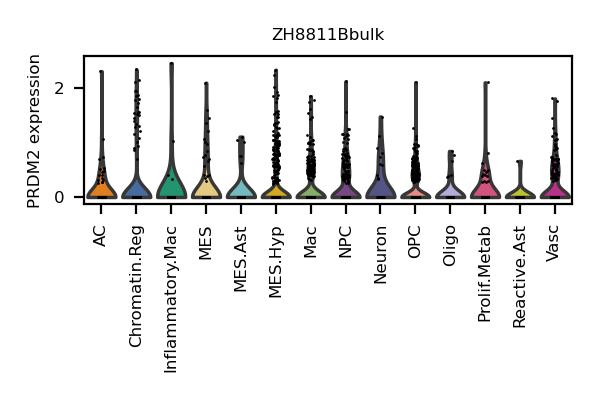 ZH8811Bbulk
PRDM2 expression
2
0
AC
Chromatin.Reg
Inflammatory.Mac
MES
MES.Ast
MES.Hyp
Mac
NPC
Neuron
OPC
Oligo
Prolif.Metab
Reactive.Ast
Vasc